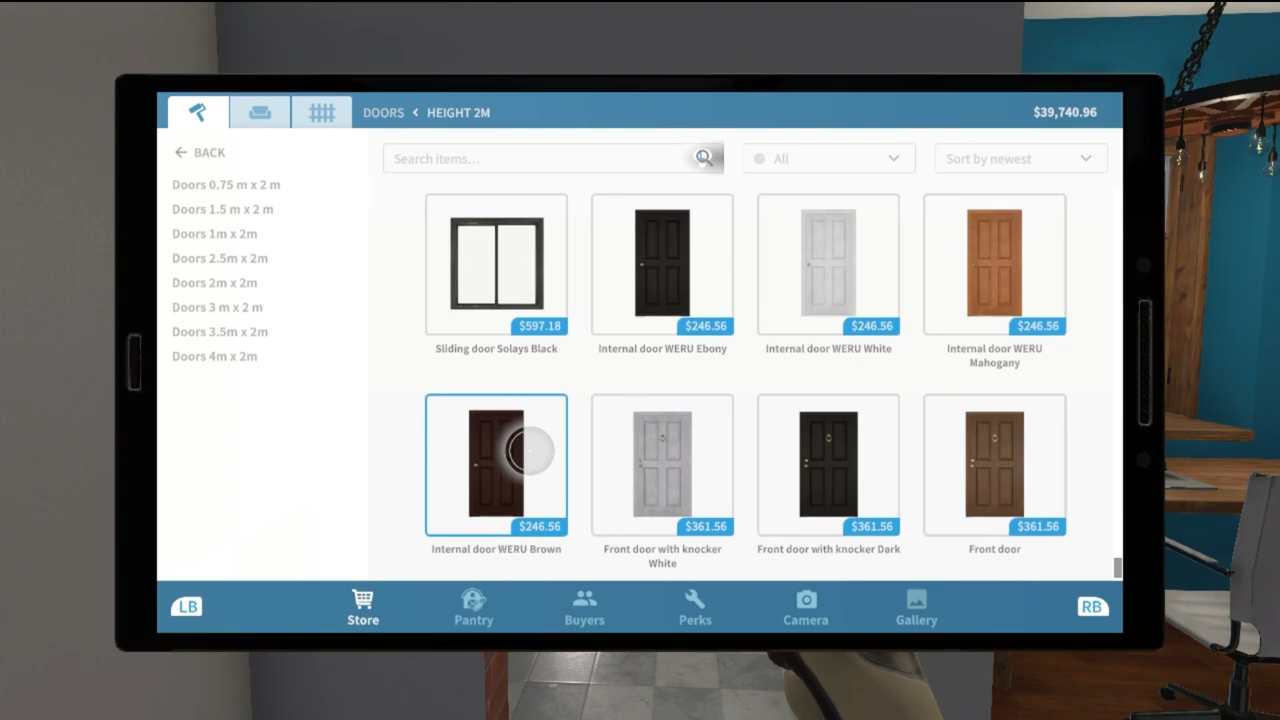 DOORS < HEIGHT 2M
$39,740.96
BACK
Search items...
All
Sort by newest
Doors 0.75 m x 2 m
Doors 1.5 m x 2 m
Doors 1m x 2m
Doors 2.5m x 2m
Doors 2m x 2m
Doors 3 m x 2 m
Doors 3.5m x 2m
Doors 4m x 2m
$597.18
Sliding door Solays Black
$246.56
Internal door WERU Ebony
$246.56
Internal door WERU White
$246.56
Internal door WERU
Mahogany
$246.56
Internal door WERU Brown
$361.56
Front door with knocker
White
$361.56
Front door with knocker Dark
$361.56
Front door
LB
Store
Pantry
Buyers
Perks
Camera
Gallery
RB